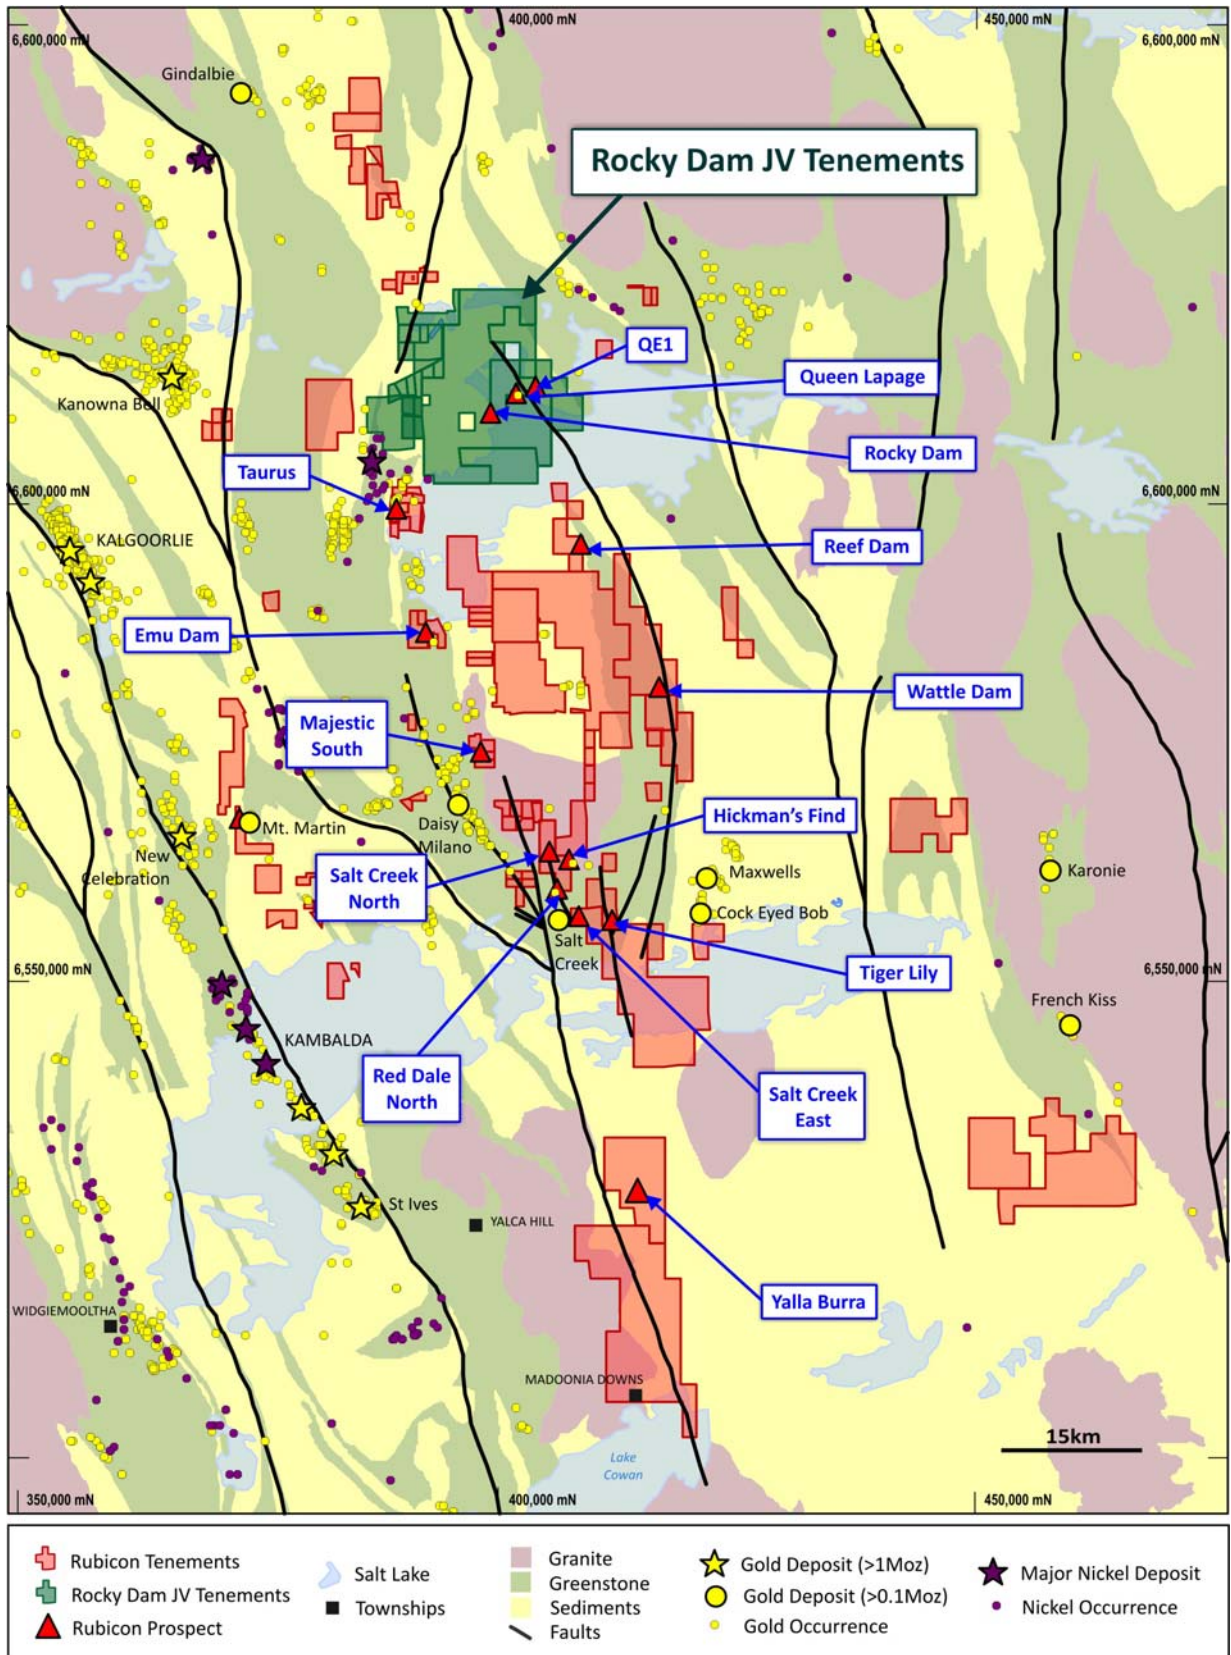 400,000 mN
450,000 mN
6,600,000 mN
6,600,000 mN
Gindalbie
Rocky Dam JV Tenements
QE1
Queen Lapage
Kanowna Bell
Rocky Dam
Taurus
6,600,000 mN
6,600,000 mN
KALGOORLIE
Reef Dam
Emu Dam
Wattle Dam
Majestic
South
Hickman's Find
Mt. Martin
Daisy
Milano
New
Celebration
Salt Creek
North
Maxwells
Karonie
Cock Eyed Bob
Salt
Creek
Tiger Lily
6,550,000 mN
6,550,000 mN
French Kiss
KAMBALDA
Red Dale
North
Salt Creek
East
St Ives
YALCA HILL
Yalla Burra
WIDGIEMOOLTHA
MADOONIA DOWNS
15km
Lake
Cowan
350,000 mN
400,000 mN
450,000 mN
Rubicon Tenements
Rocky Dam JV Tenements
Rubicon Prospect
Salt Lake
Townships
Granite
Greenstone
Sediments
Faults
Gold Deposit (>1Moz)
Gold Deposit (>0.1Moz)
Gold Occurrence
Major Nickel Deposit
Nickel Occurrence